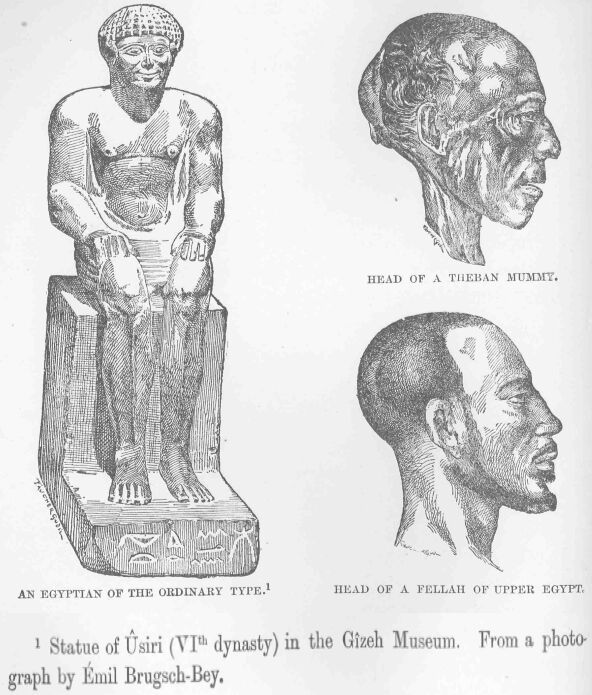 HEAD OF A THEBAN MUMMY.
AN EGYPTIAN OF THE ORDINARY TYPE.¹
HEAD OF A FELLAH OF UPPER EGYPT.
¹ Statue of Ûsiri (VIᵗʰ dynasty) in the Gîzeh Museum. From a photo-
graph by Émil Brugsch-Bey.